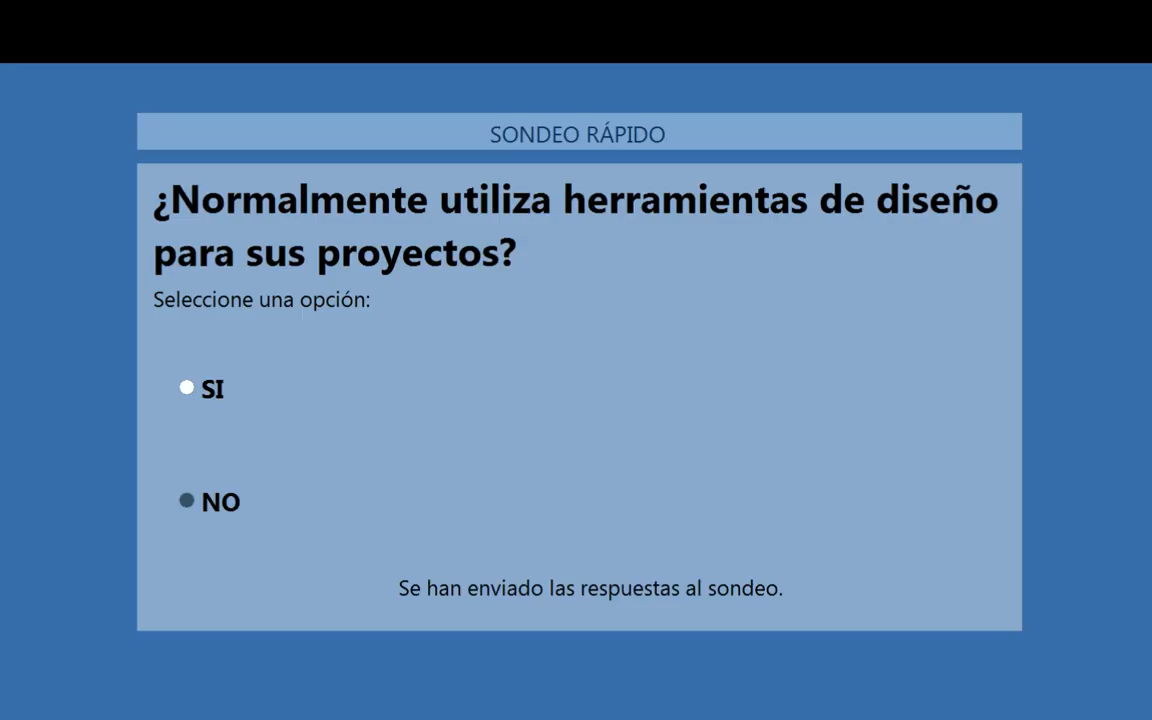 SONDEO RÁPIDO
¿Normalmente utiliza herramientas de diseño
para sus proyectos?
Seleccione una opción:
SI
NO
Se han enviado las respuestas al sondeo.